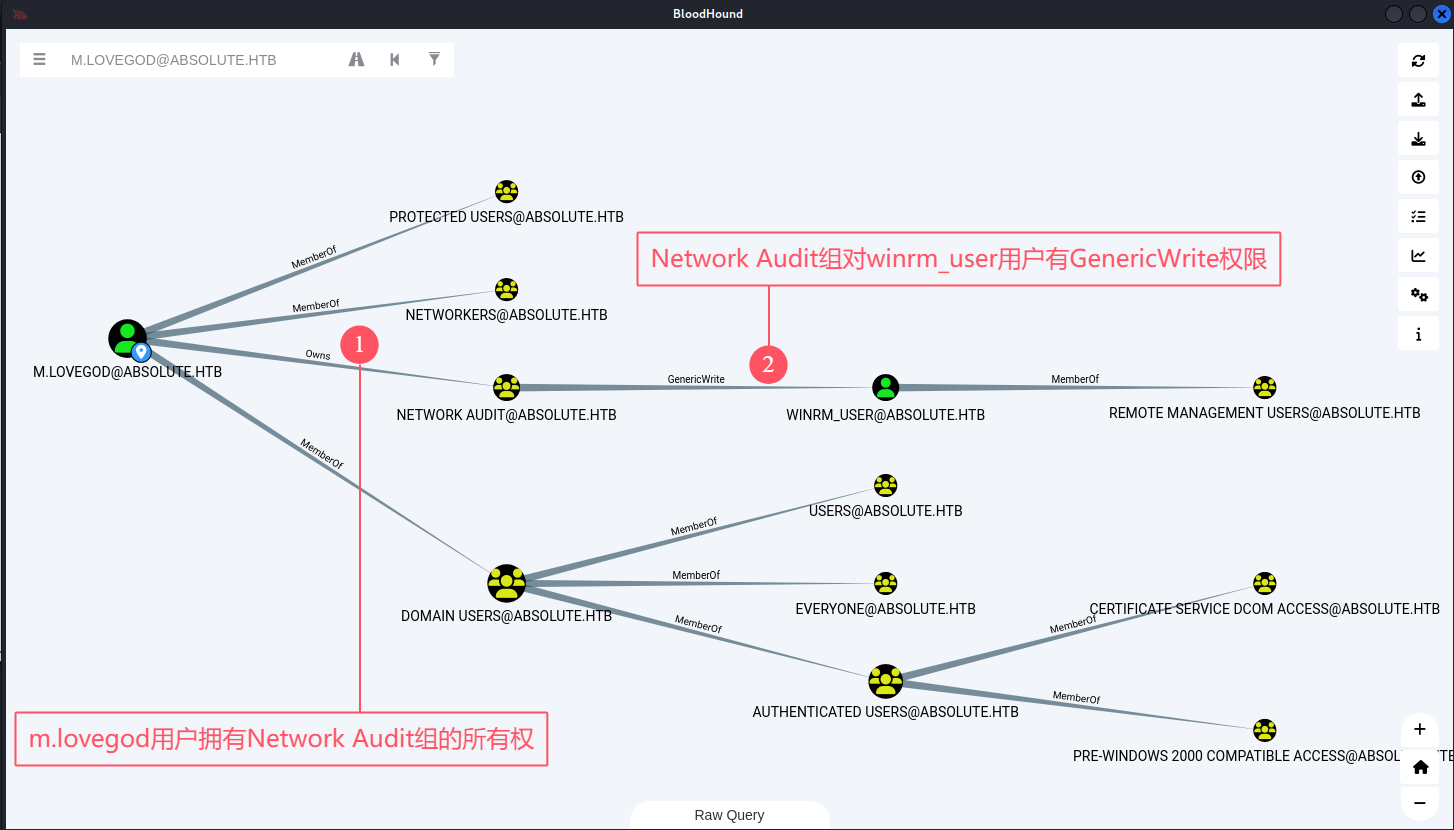 BloodHound
M.LOVEGOD@ABSOLUTE.HTB
PROTECTED USERS@ABSOLUTE.HTB
MemberOf
Network Audit组对winrm_user用户有GenericWrite权限
MemberOf
NETWORKERS@ABSOLUTE.HTB
1
Owns
2
M.LOVEGOD@ABSOLUTE.HTB
GenericWrite
MemberOf
NETWORK AUDIT@ABSOLUTE.HTB
WINRM_USER@ABSOLUTE.HTB
REMOTE MANAGEMENT USERS@ABSOLUTE.HTB
MemberOf
USERS@ABSOLUTE.HTB
MemberOf
MemberOf
DOMAIN USERS@ABSOLUTE.HTB
EVERYONE@ABSOLUTE.HTB
CERTIFICATE SERVICE DCOM ACCESS@ABSOLUTE.HTB
MemberOf
MemberOf
MemberOf
AUTHENTICATED USERS@ABSOLUTE.HTB
m.lovegod用户拥有Network Audit组的所有权
PRE-WINDOWS 2000 COMPATIBLE ACCESS@ABSOL
Raw Query